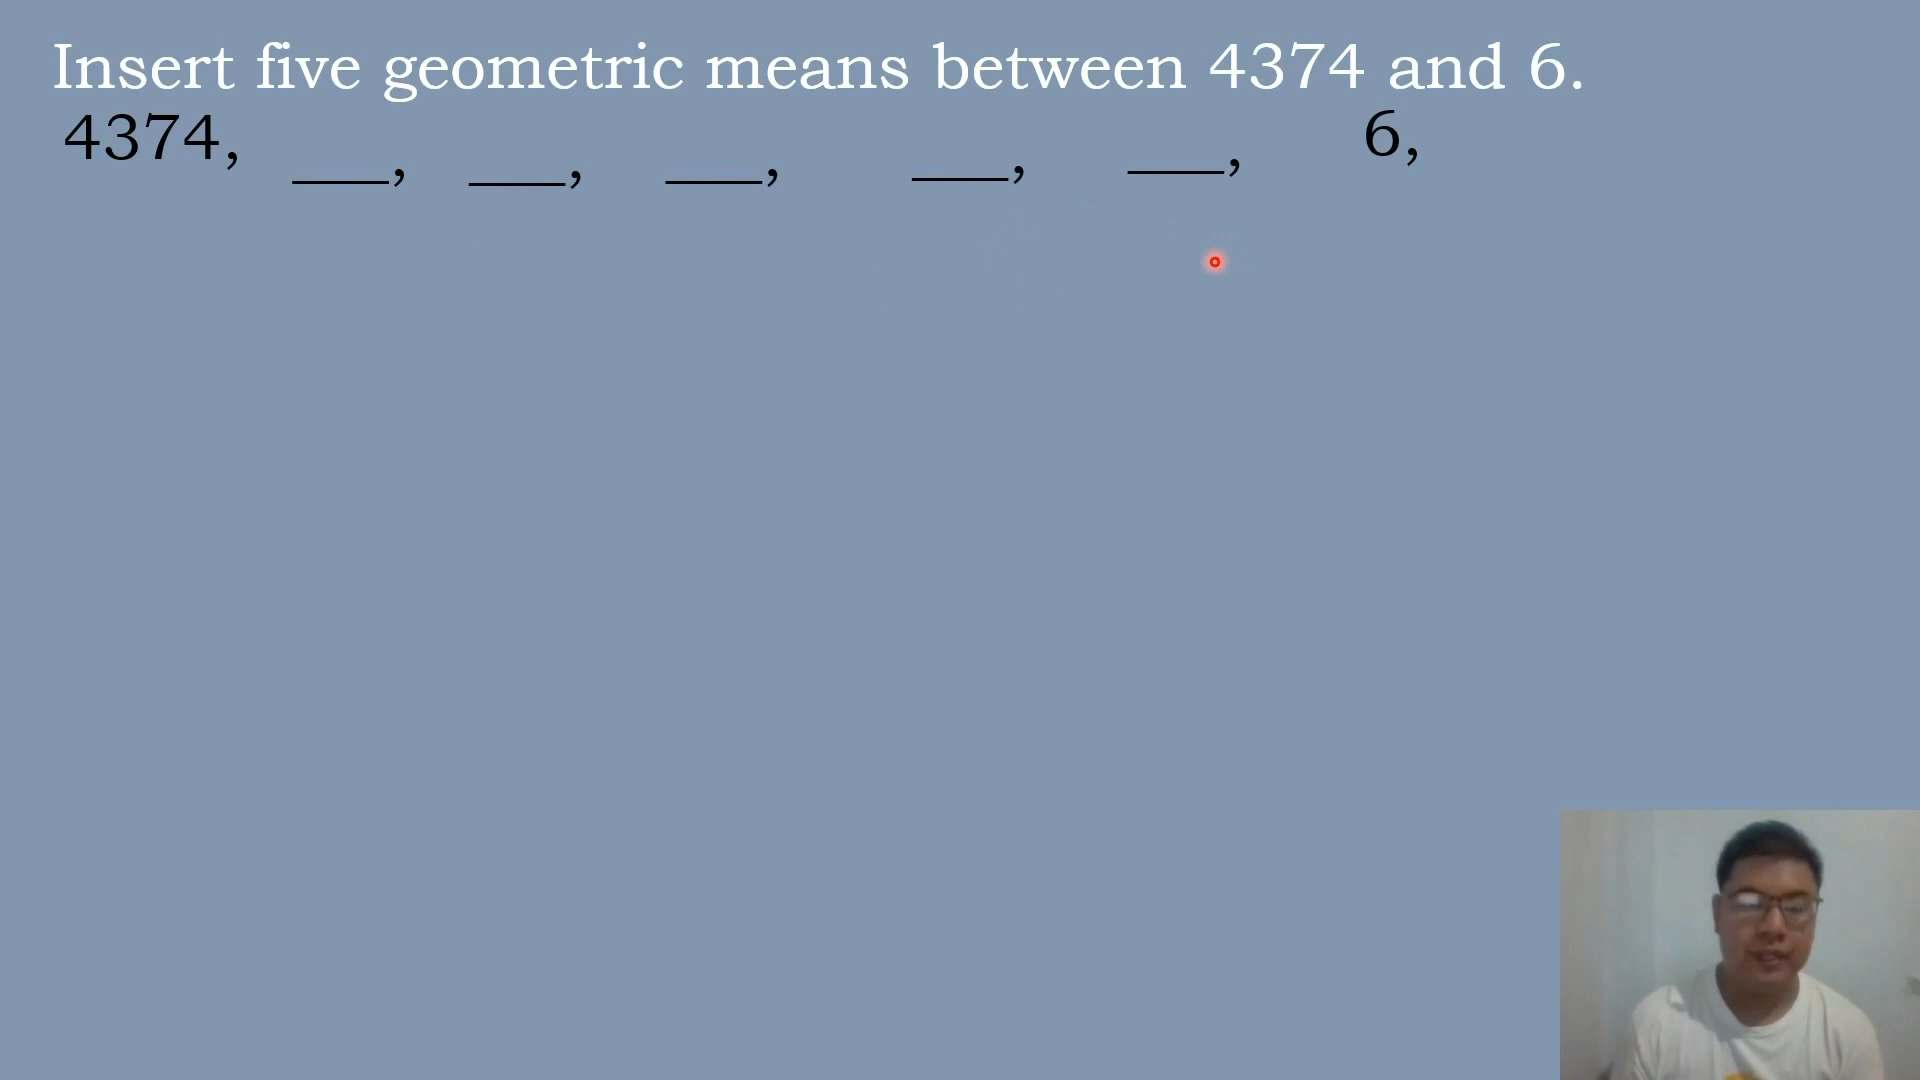 Insert five geometric means between 4374 and 6.
4374, ___, ___, ___, ___, ___, 6,